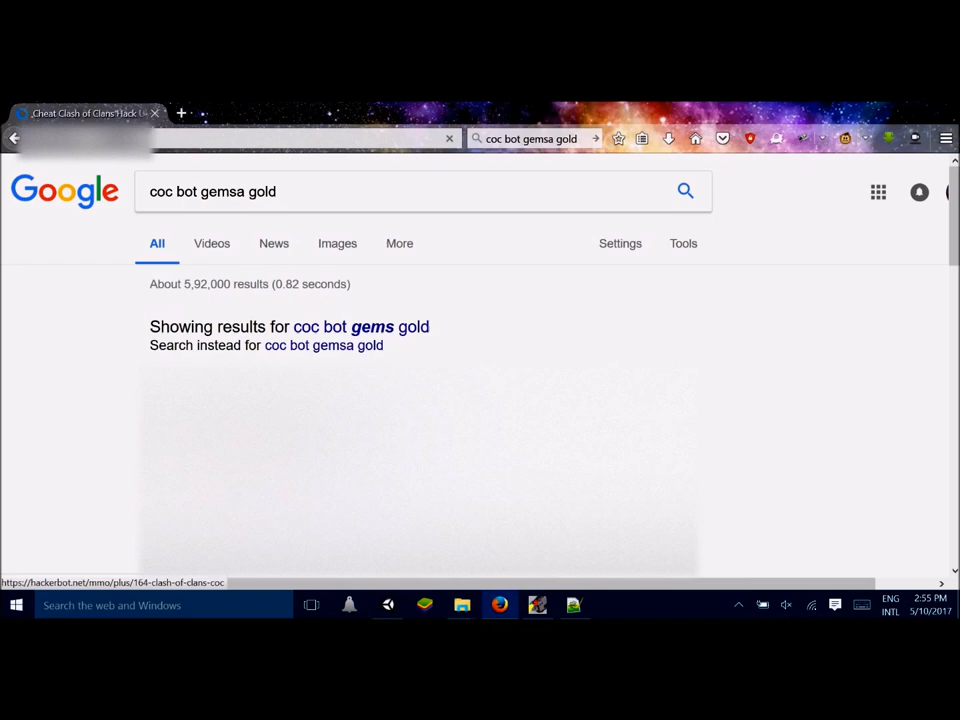 Cheat Clash of Clans Hack
coc bot gemsa gold
Google
coc bot gemsa gold
All Videos News Images More Settings Tools
About 5,92,000 results (0.82 seconds)
Showing results for coc bot gems gold
Search instead for coc bot gemsa gold
https://hackerbot.net/mmo/plus/164-clash-of-clans-coc
Search the web and Windows
ENG
INTL
2:55 PM
5/10/2017